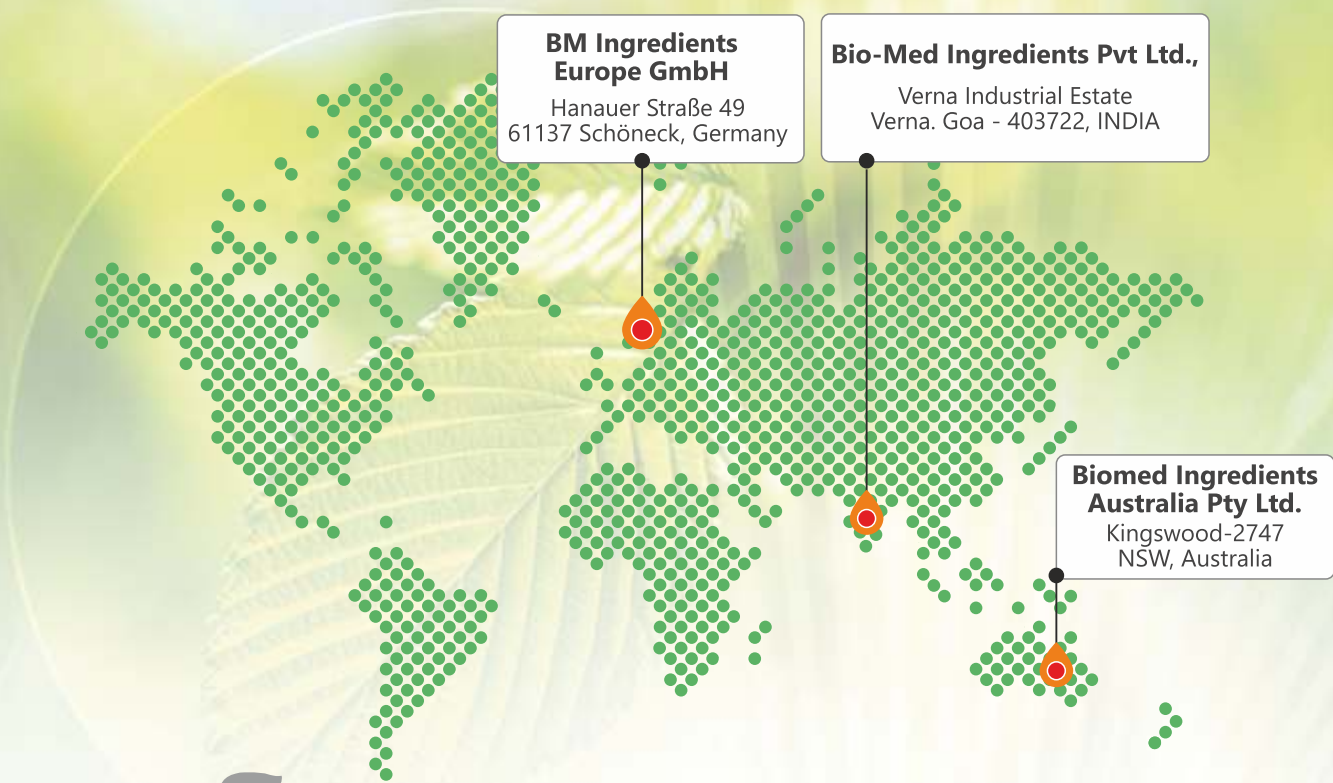 BM Ingredients
Europe GmbH
Hanauer Straße 49
61137 Schöneck, Germany
Bio-Med Ingredients Pvt Ltd.,
Verna Industrial Estate
Verna. Goa - 403722, INDIA
Biomed Ingredients
Australia Pty Ltd.
Kingswood-2747
NSW, Australia